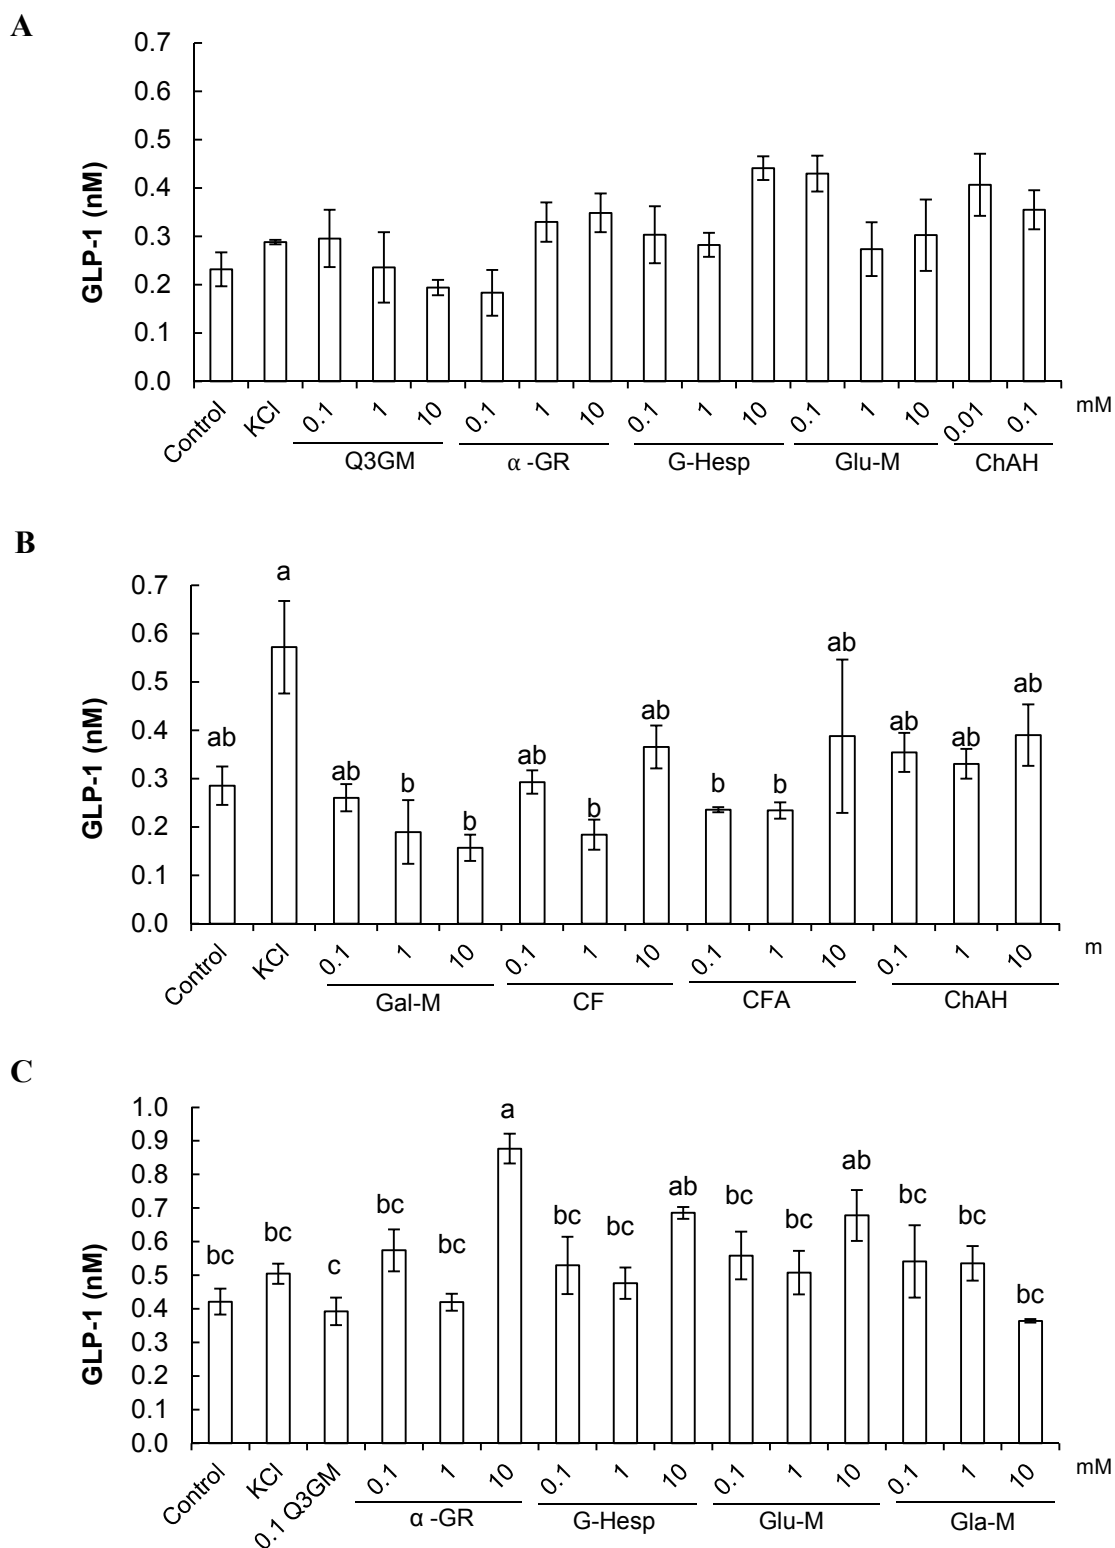 A
0.7
0.6
0.5
0.4
0.3
0.2
0.1
0.0
GLP-1 (nM)
Control KCl 0.1 1 10 0.1 1 10 0.1 1 10 0.1 1 10 0.01 0.1 mM
Q3GM α -GR G-Hesp Glu-M ChAH
B
0.7
0.6
0.5
0.4
0.3
0.2
0.1
0.0
GLP-1 (nM)
ab a ab b b ab b ab b b ab ab ab ab
Control KCl 0.1 1 10 0.1 1 10 0.1 1 10 0.1 1 10 m
Gal-M CF CFA ChAH
C
1.0
0.9
0.8
0.7
0.6
0.5
0.4
0.3
0.2
0.1
0.0
GLP-1 (nM)
bc bc c bc bc a bc bc ab bc bc ab bc bc bc
Control KCl 0.1 Q3GM 0.1 1 10 0.1 1 10 0.1 1 10 0.1 1 10 mM
α -GR G-Hesp Glu-M Gla-M